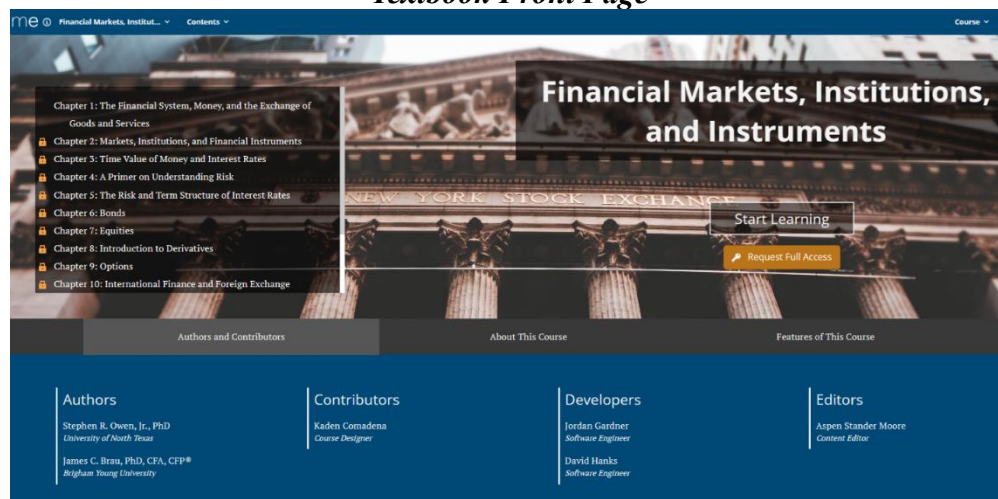 Textbook Front Page
me Financial Markets, Institut... Contents Course
Financial Markets, Institutions,
and Instruments
Chapter 1: The Financial System, Money, and the Exchange of
Goods and Services
Chapter 2: Markets, Institutions, and Financial Instruments
Chapter 3: Time Value of Money and Interest Rates
Chapter 4: A Primer on Understanding Risk
Chapter 5: The Risk and Term Structure of Interest Rates
Chapter 6: Bonds
Chapter 7: Equities
Chapter 8: Introduction to Derivatives
Chapter 9: Options
Chapter 10: International Finance and Foreign Exchange
NEW YORK STOCK EXCHANGE
Start Learning
Request Full Access
Authors and Contributors
About This Course
Features of This Course
Authors
Stephen R. Owen, Jr., PhD
University of North Texas
James C. Brau, PhD, CFA, CFP®
Brigham Young University
Contributors
Kaden Comadena
Course Designer
Developers
Jordan Gardner
Software Engineer
David Hanks
Software Engineer
Editors
Aspen Stander Moore
Content Editor